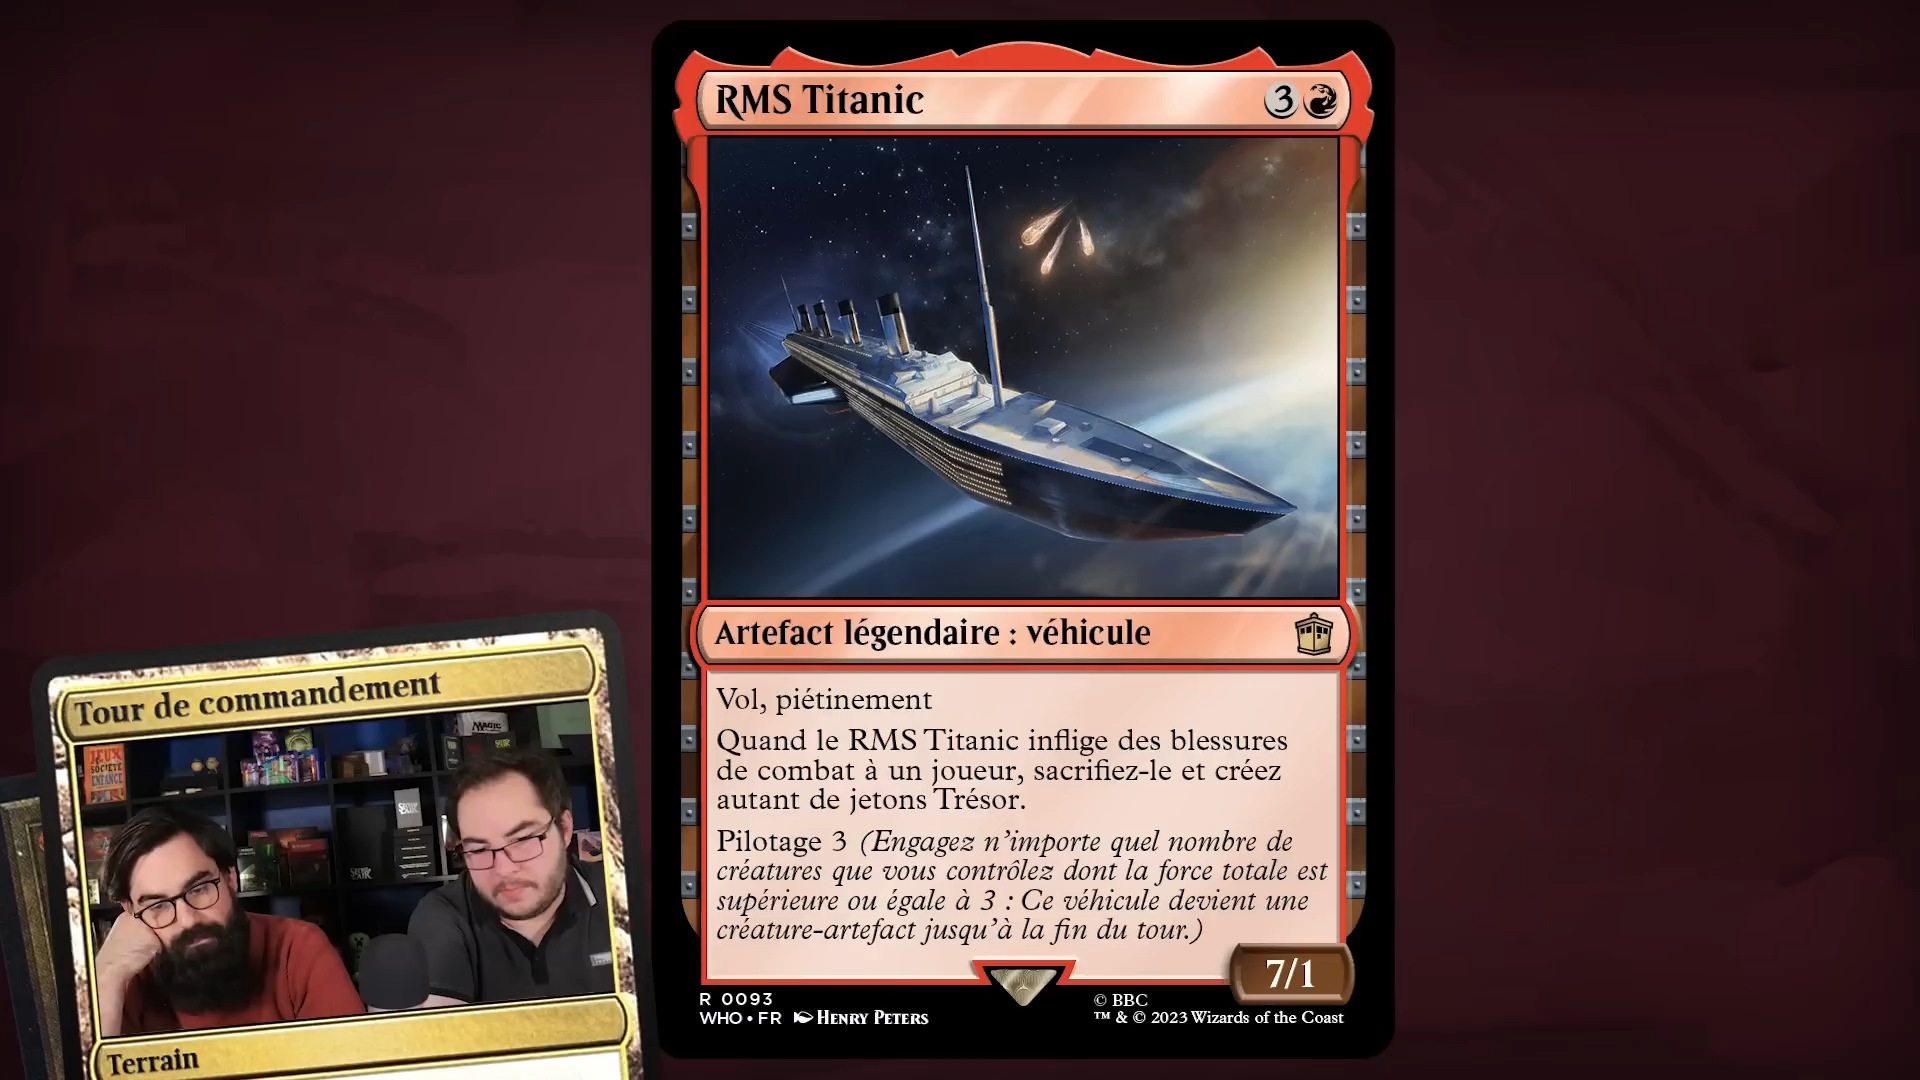 RMS Titanic
3
Artefact légendaire : véhicule
Vol, piétinement
Quand le RMS Titanic inflige des blessures
de combat à un joueur, sacrifiez-le et créez
autant de jetons Trésor.
Pilotage 3 (Engagez n'importe quel nombre de
créatures que vous contrôlez dont la force totale est
supérieure ou égale à 3 : Ce véhicule devient une
créature-artefact jusqu'à la fin du tour.)
7/1
R 0093
WHO • FR HENRY PETERS
© BBC
™ & © 2023 Wizards of the Coast
Tour de commandement
JEUX
SOCIÉTÉ
ENFANCE
MAGIC
Terrain